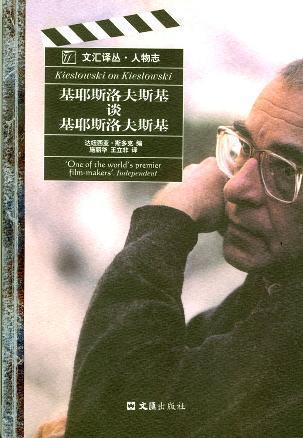 文汇译丛·人物志
Kieslowski on Kieslowski
基耶斯洛夫斯基
谈
基耶斯洛夫斯基
达纽西亚·斯多克 编
施丽华 王立非 译
'One of the world's premier
film-makers'. Independent
文匯出版社